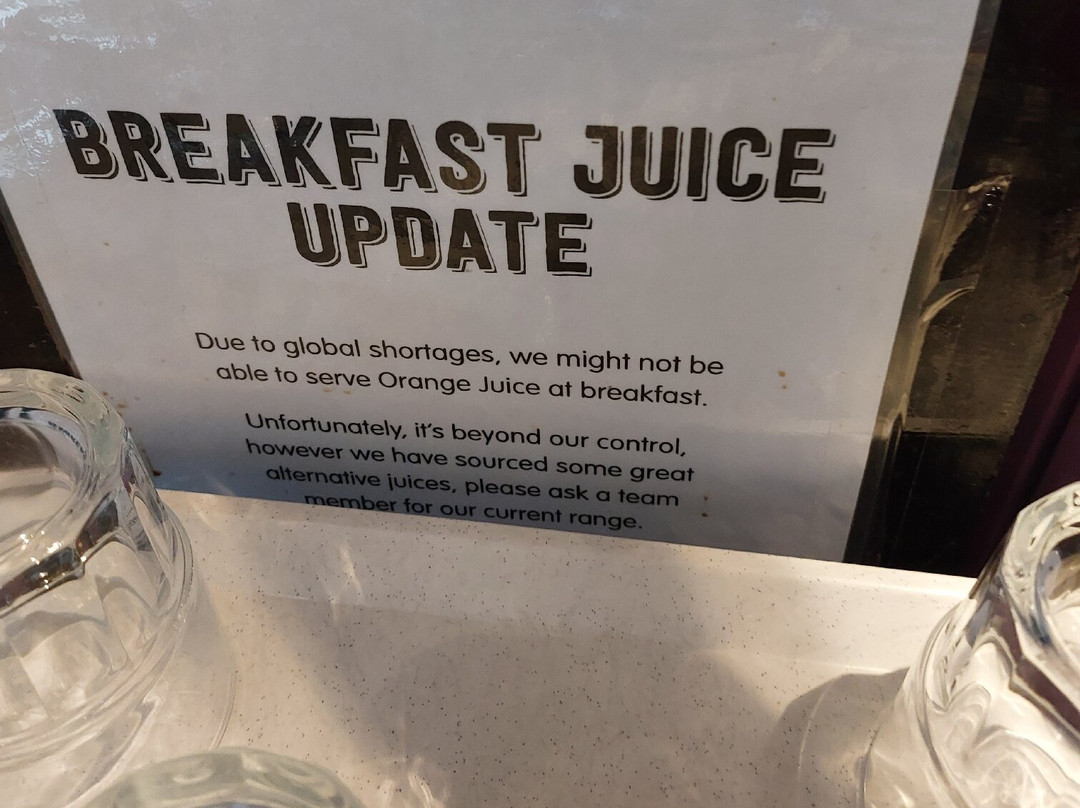 BREAKFAST JUICE
UPDATE
Due to global shortages, we might not be
able to serve Orange Juice at breakfast.
Unfortunately, it's beyond our control,
however we have sourced some great
alternative juices, please ask a team
member for our current range.